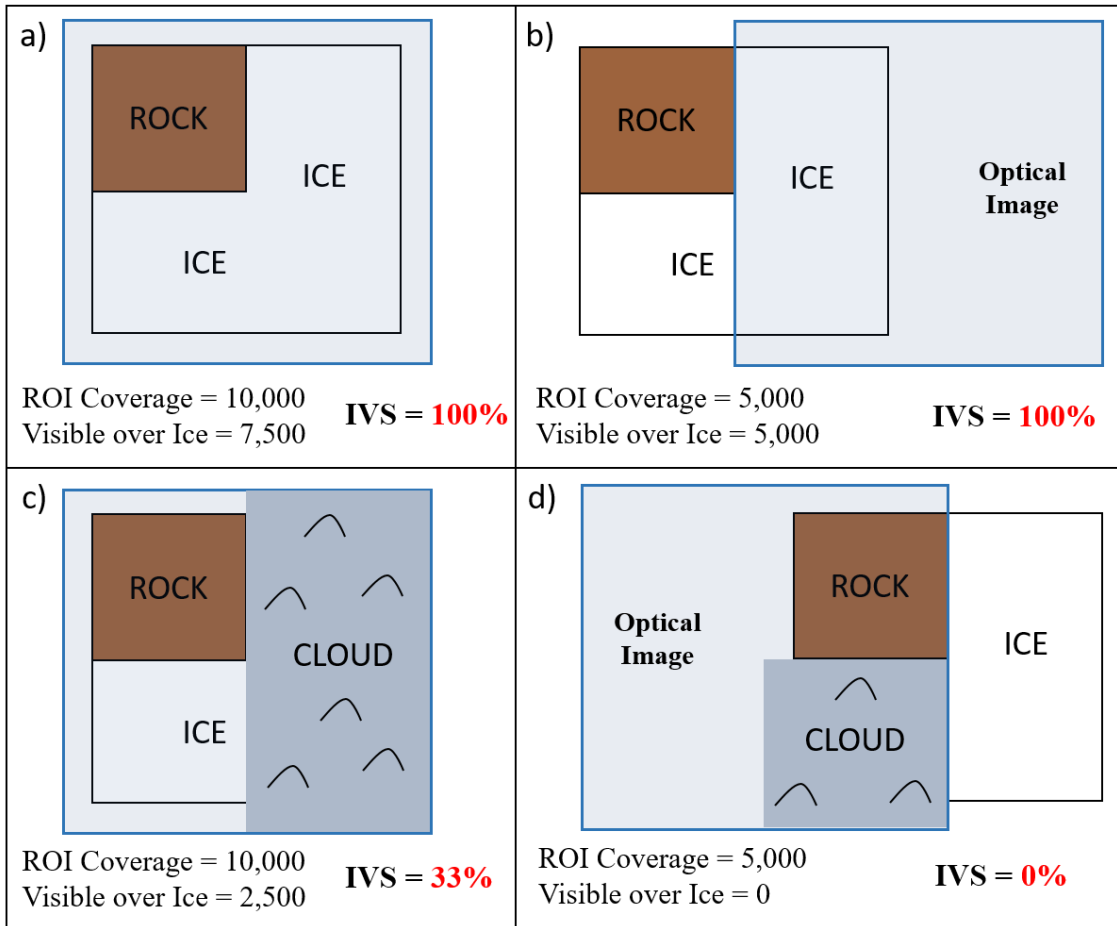 a)
ROCK
ICE
ICE
ROI Coverage = 10,000
Visible over Ice = 7,500
IVS = 100%
b)
ROCK
ICE
ICE
Optical
Image
ROI Coverage = 5,000
Visible over Ice = 5,000
IVS = 100%
c)
ROCK
CLOUD
ICE
ROI Coverage = 10,000
Visible over Ice = 2,500
IVS = 33%
d)
ROCK
Optical
Image
ICE
CLOUD
ROI Coverage = 5,000
Visible over Ice = 0
IVS = 0%